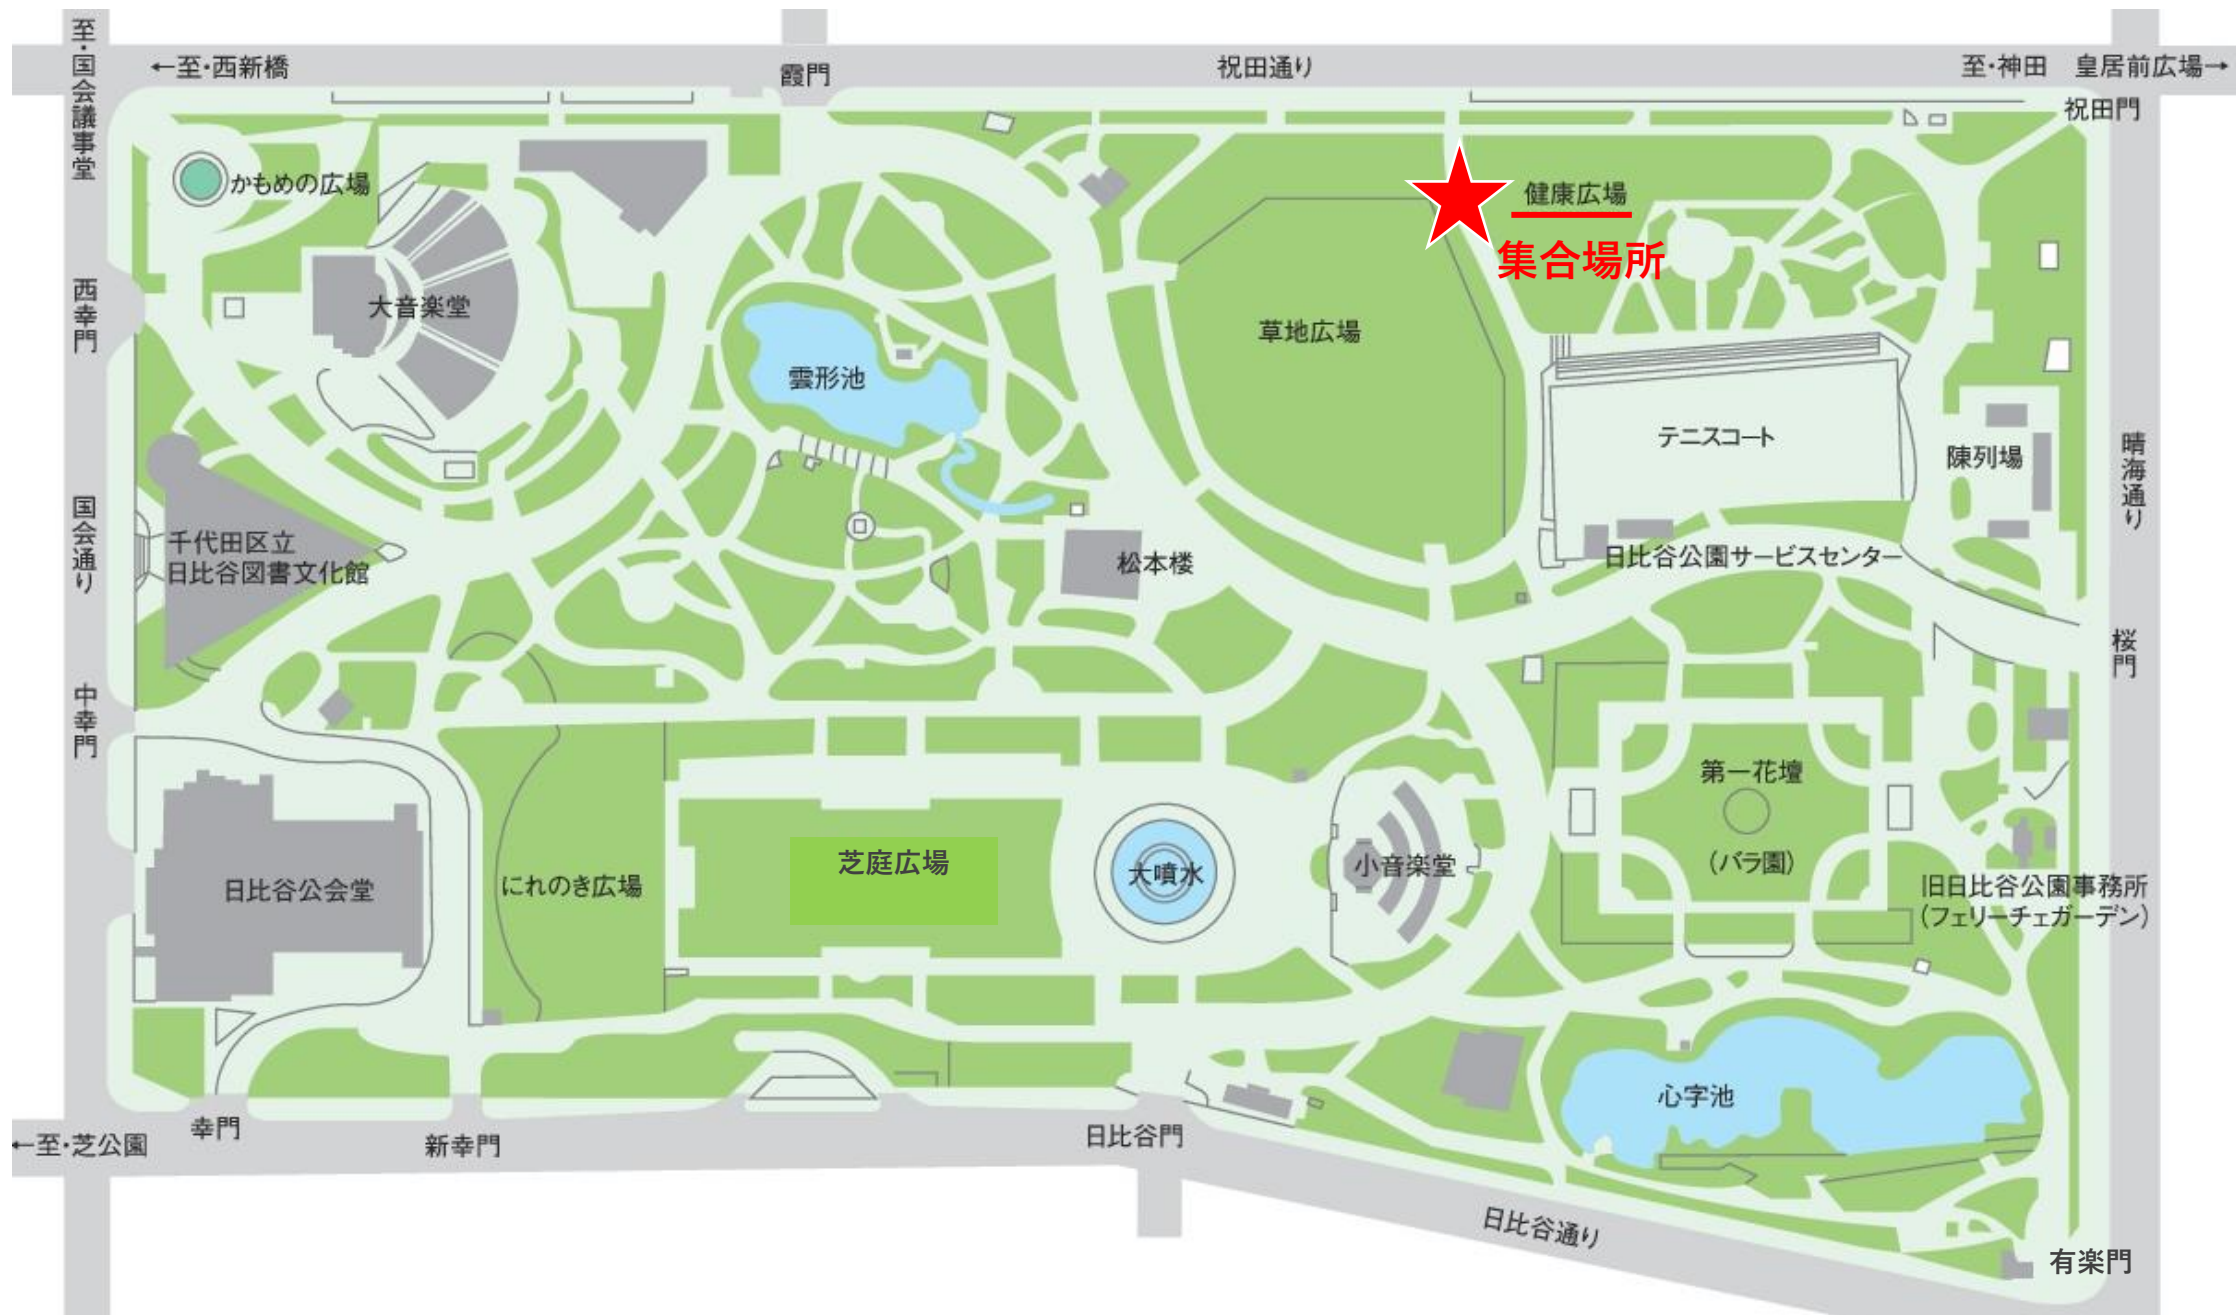 至・国会議事堂
←至・西新橋
霞門
祝田通り
至・神田 皇居前広場→
祝田門
かもめの広場
健康広場
集合場所
西幸門
大音楽堂
草地広場
雲形池
テニスコート
陳列場
晴海通り
国会通り
千代田区立
日比谷図書文化館
松本楼
日比谷公園サービスセンター
桜門
中幸門
第一花壇
(バラ園)
芝庭広場
大噴水
小音楽堂
日比谷公会堂
にれのき広場
旧日比谷公園事務所
(フェリーチェガーデン)
心字池
←至・芝公園
幸門
新幸門
日比谷門
日比谷通り
有楽門